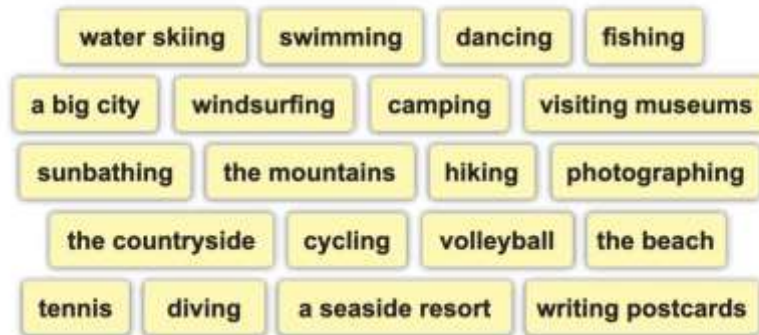 water skiing swimming dancing fishing
a big city windsurfing camping visiting museums
sunbathing the mountains hiking photographing
the countryside cycling volleyball the beach
tennis diving a seaside resort writing postcards